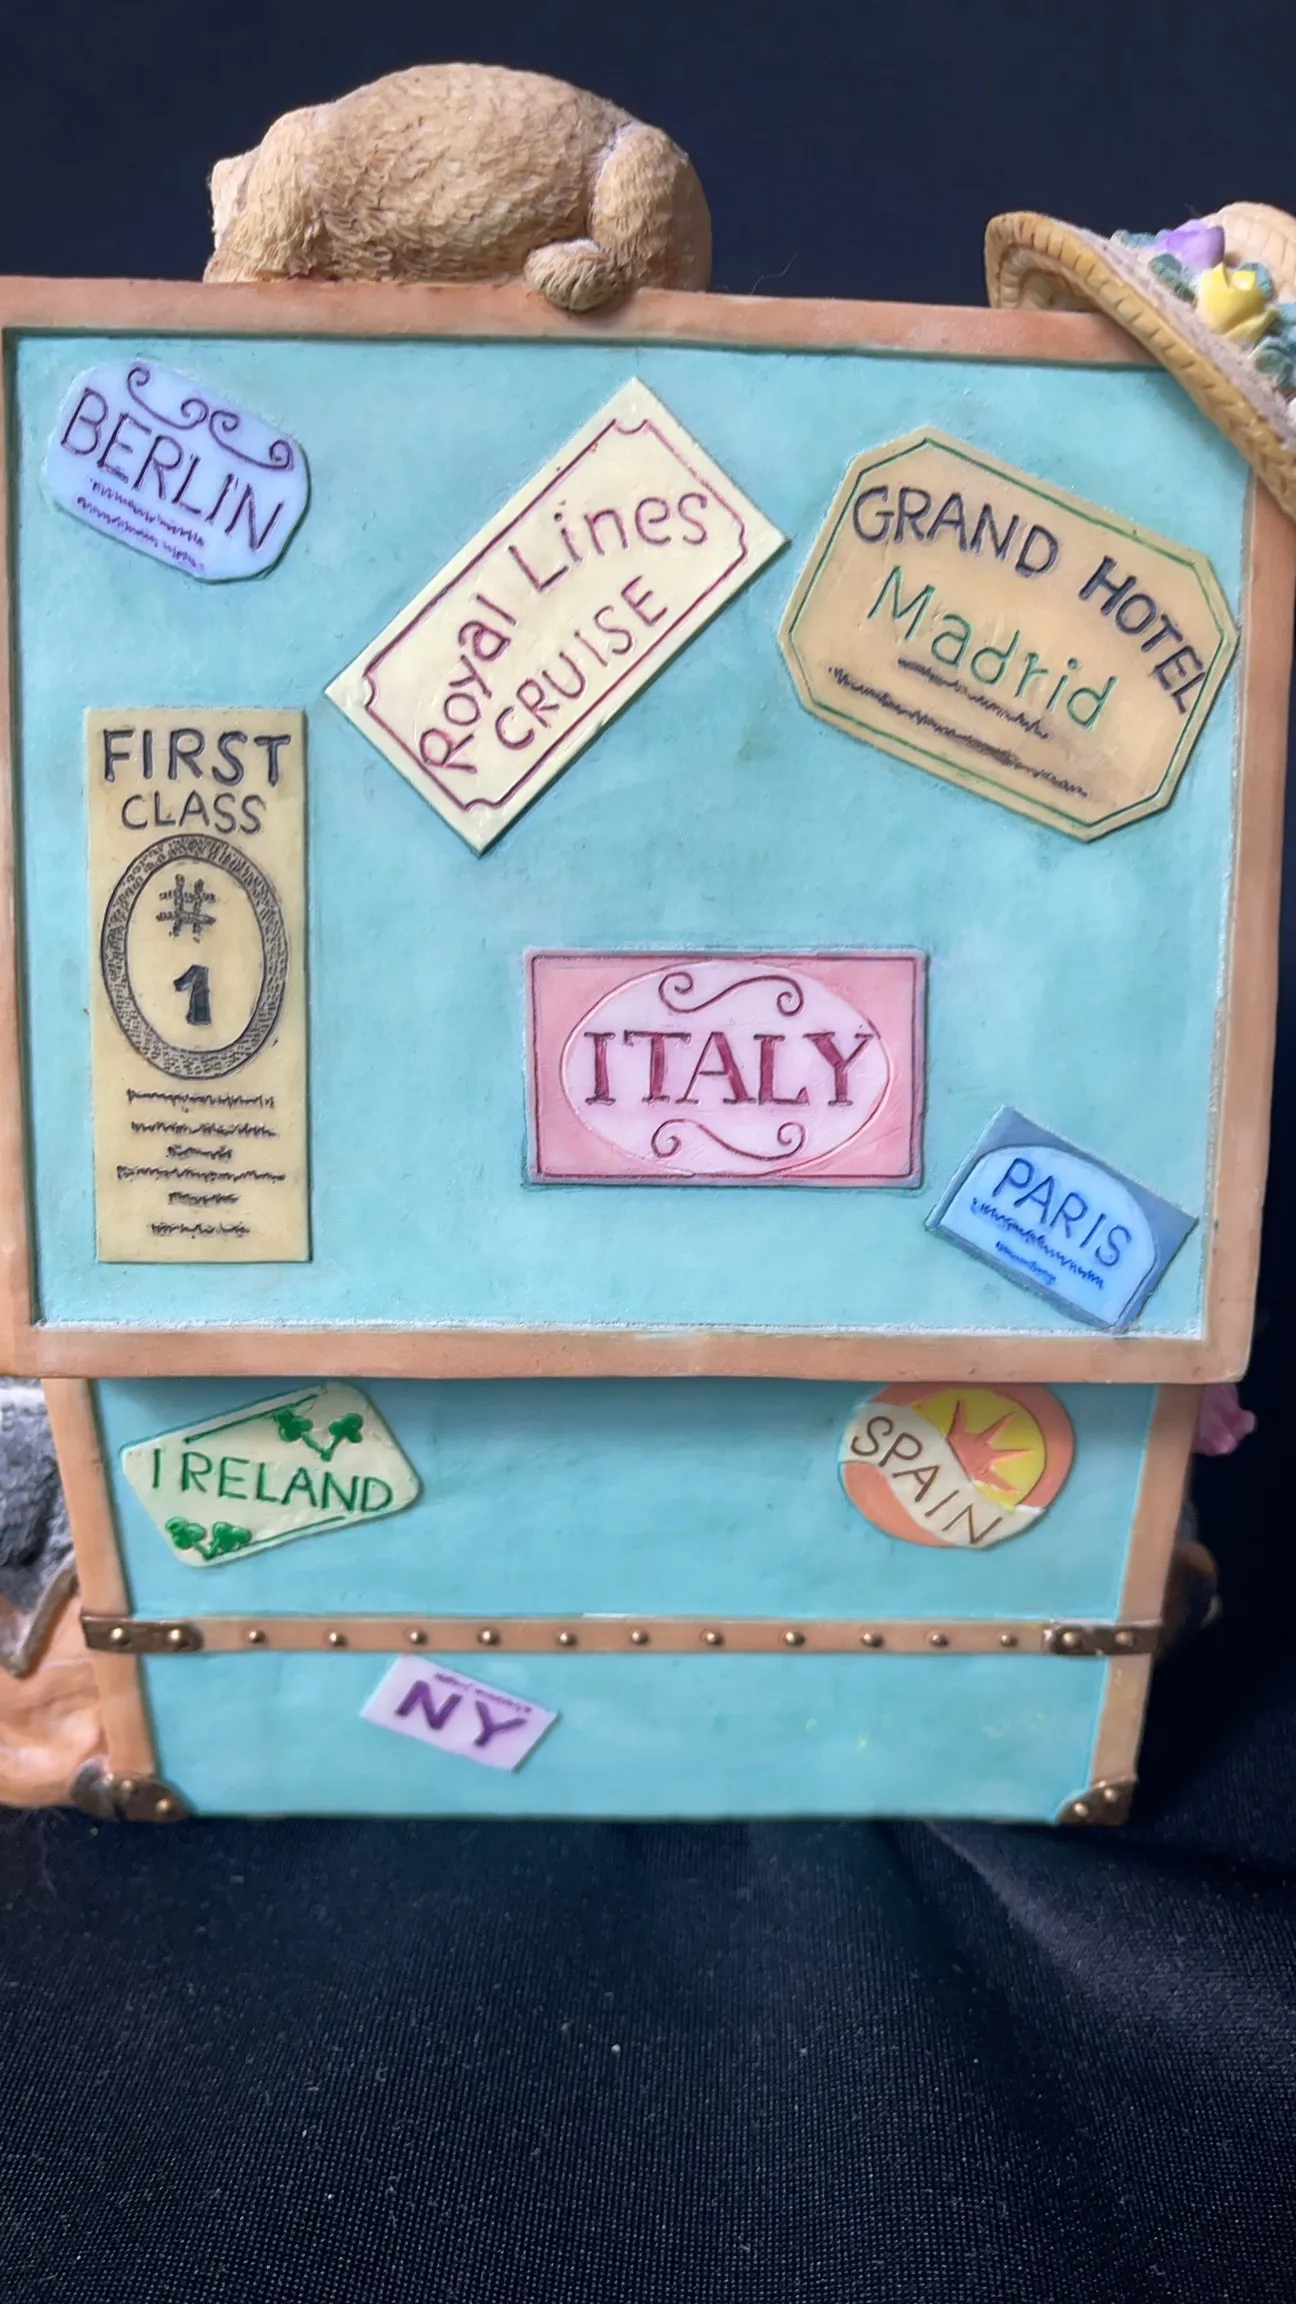 BERLIN
Royal Lines
CRUISE
GRAND HOTEL
Madrid
FIRST
CLASS
#
1
ITALY
PARIS
IRELAND
SPAIN
NY